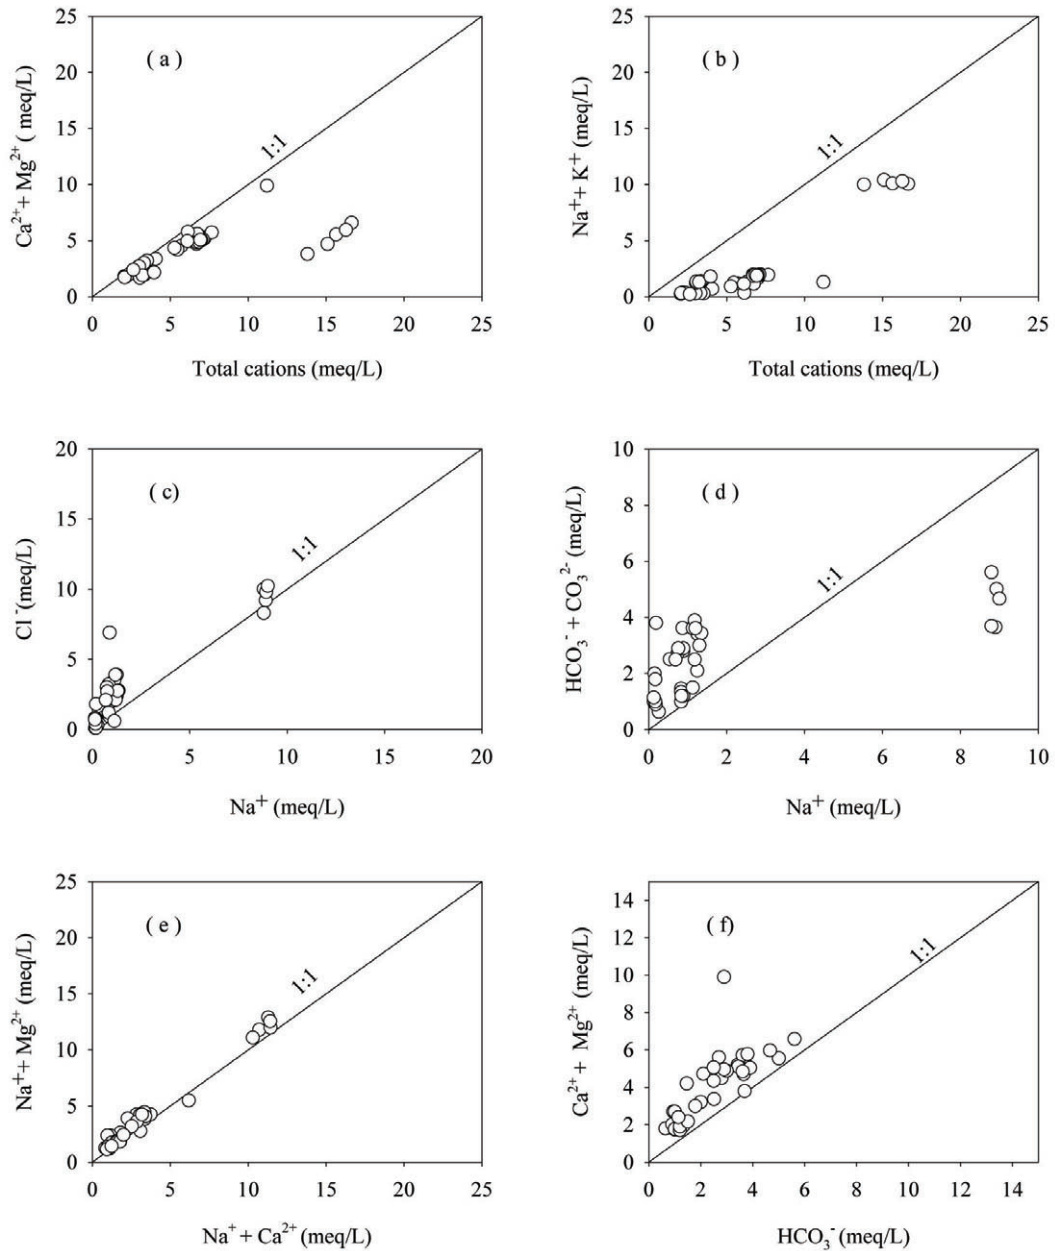 ( a )
1:1
25
20
15
10
5
0
0 5 10 15 20 25
Ca²⁺+ Mg²⁺ ( meq/L)
Total cations (meq/L)
( b )
1:1
25
20
15
10
5
0
0 5 10 15 20 25
Na⁺+ K⁺ (meq/L)
Total cations (meq/L)
( c)
1:1
20
15
10
5
0
0 5 10 15 20
Cl⁻(meq/L)
Na⁺ (meq/L)
( d )
1:1
10
8
6
4
2
0
0 2 4 6 8 10
HCO₃⁻ + CO₃²⁻ (meq/L)
Na⁺ (meq/L)
( e )
1:1
25
20
15
10
5
0
0 5 10 15 20 25
Na⁺+ Mg²⁺ (meq/L)
Na⁺ + Ca²⁺ (meq/L)
( f )
1:1
14
12
10
8
6
4
2
0
0 2 4 6 8 10 12 14
Ca²⁺ + Mg²⁺ (meq/L)
HCO₃⁻ (meq/L)